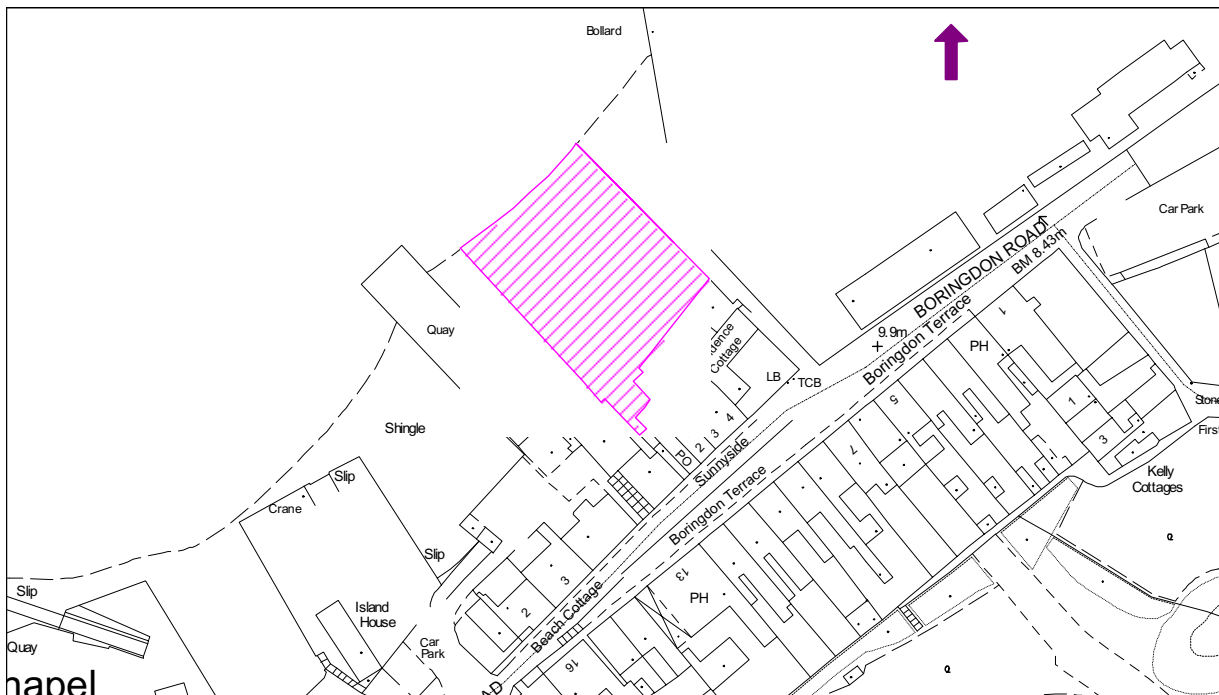 Bollard
Car Park
BORINGDON ROAD
BM 8.43m
9.9m
Boringdon Terrace
1
PH
Quay
dence
Cottage
LB
TCB
5
1
Stone
3
First
Shingle
4
3
2
PO
Sunnyside
7
Kelly
Cottages
Slip
Crane
Boringdon Terrace
Slip
3
13
PH
Slip
Island
House
2
Beach Cottage
Car
Park
16
Quay
hapel